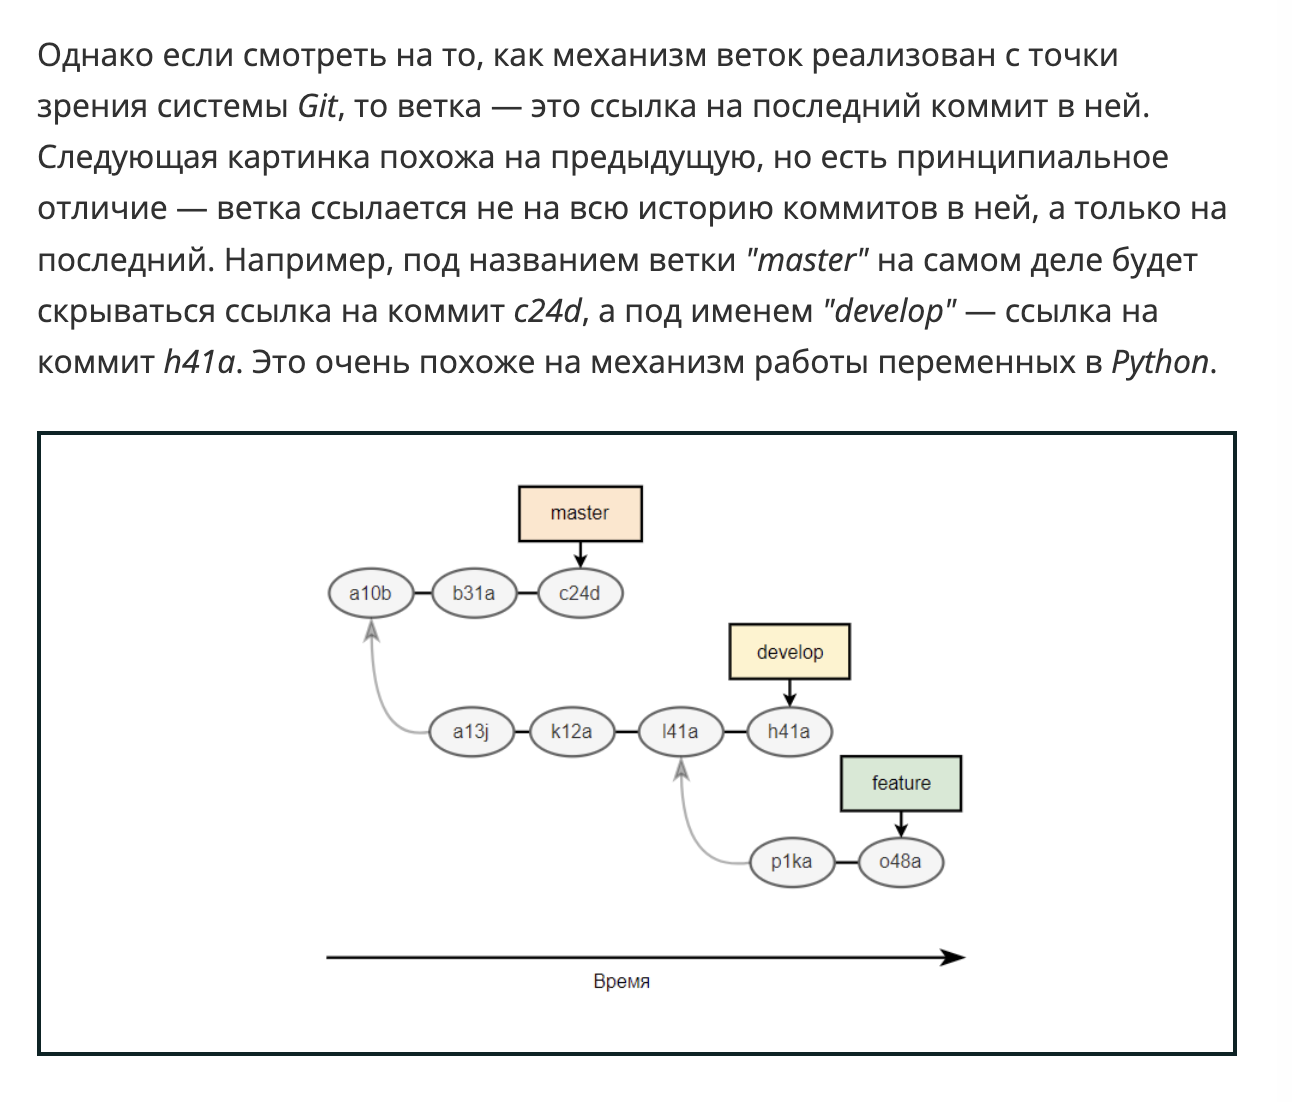 Однако если смотреть на то, как механизм веток реализован с точки
зрения системы Git, то ветка — это ссылка на последний коммит в ней.
Следующая картинка похожа на предыдущую, но есть принципиальное
отличие — ветка ссылается не на всю историю коммитов в ней, а только на
последний. Например, под названием ветки "master" на самом деле будет
скрываться ссылка на коммит c24d, а под именем "develop" — ссылка на
коммит h41a. Это очень похоже на механизм работы переменных в Python.
master
a10b b31a c24d
develop
a13j k12a l41a h41a
feature
p1ka o48a
Время